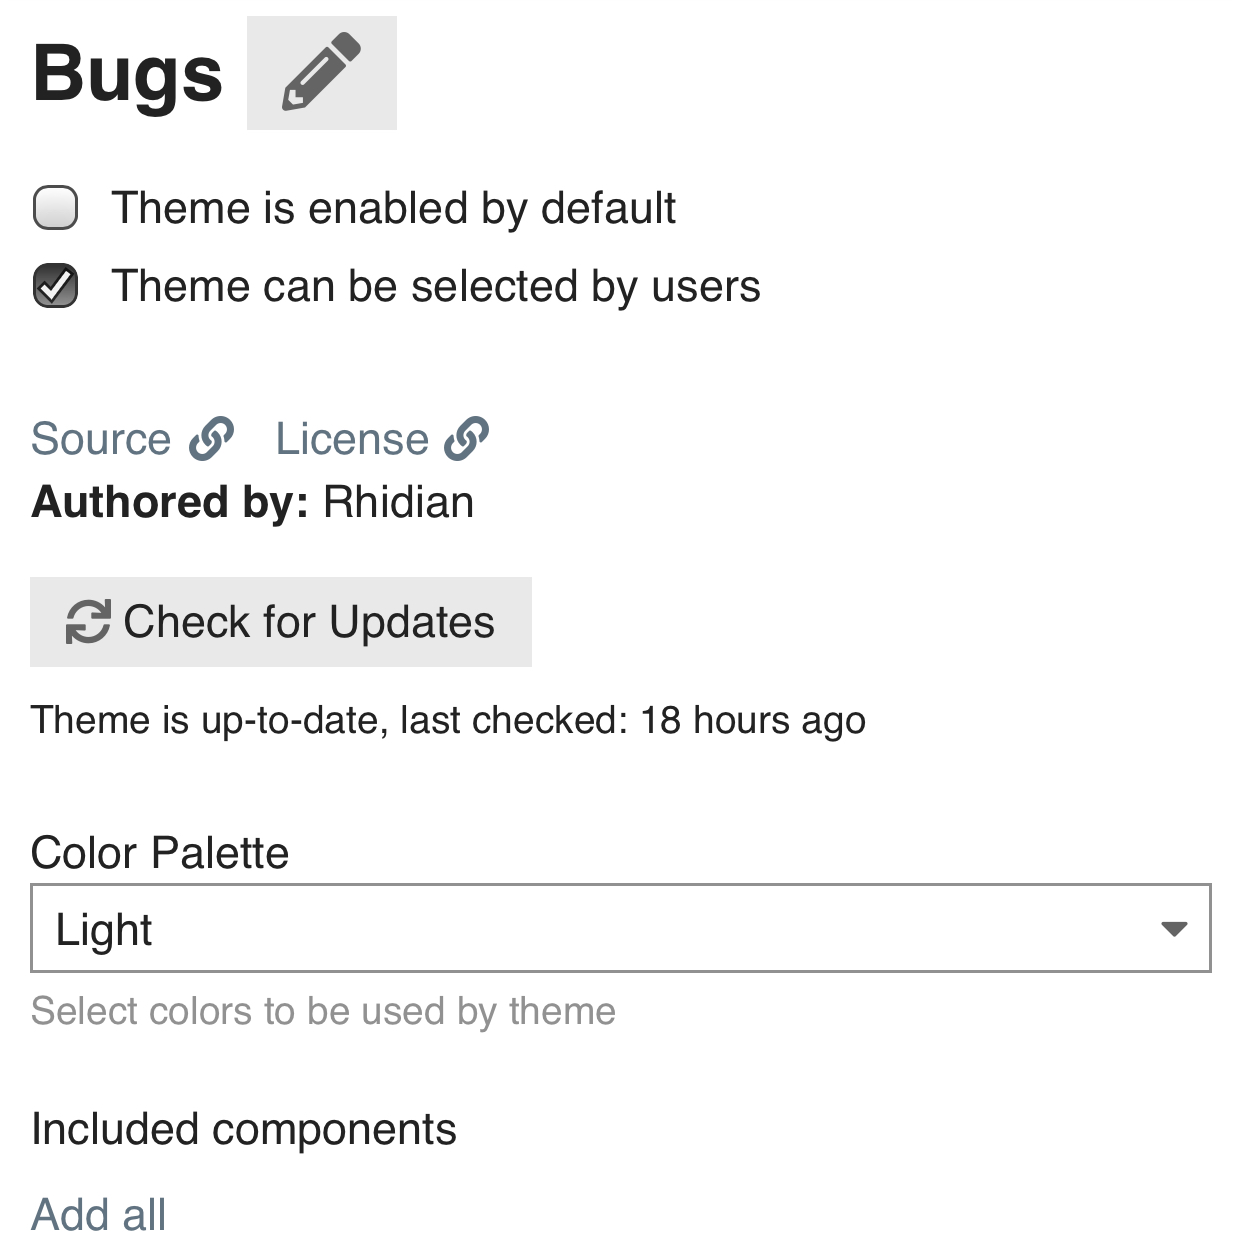 Bugs
Theme is enabled by default
Theme can be selected by users
Source License
Authored by: Rhidian
Check for Updates
Theme is up-to-date, last checked: 18 hours ago
Color Palette
Light
Select colors to be used by theme
Included components
Add all